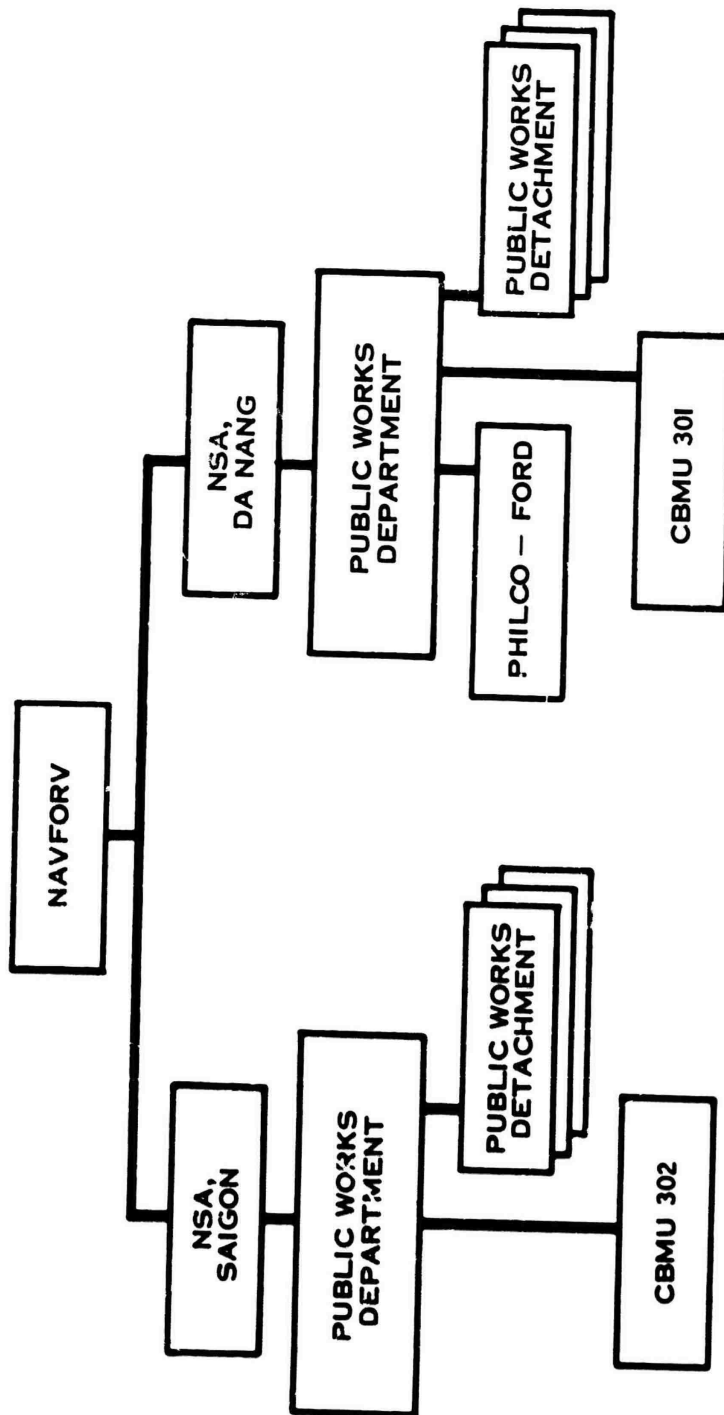 NAVFORV
NSA,
SAIGON
NSA,
DA NANG
PUBLIC WORKS
DEPARTMENT
PUBLIC WORKS
DEPARTMENT
PUBLIC WORKS
DETACHMENT
PHILCO – FORD
PUBLIC WORKS
DETACHMENT
CBMU 302
CBMU 301